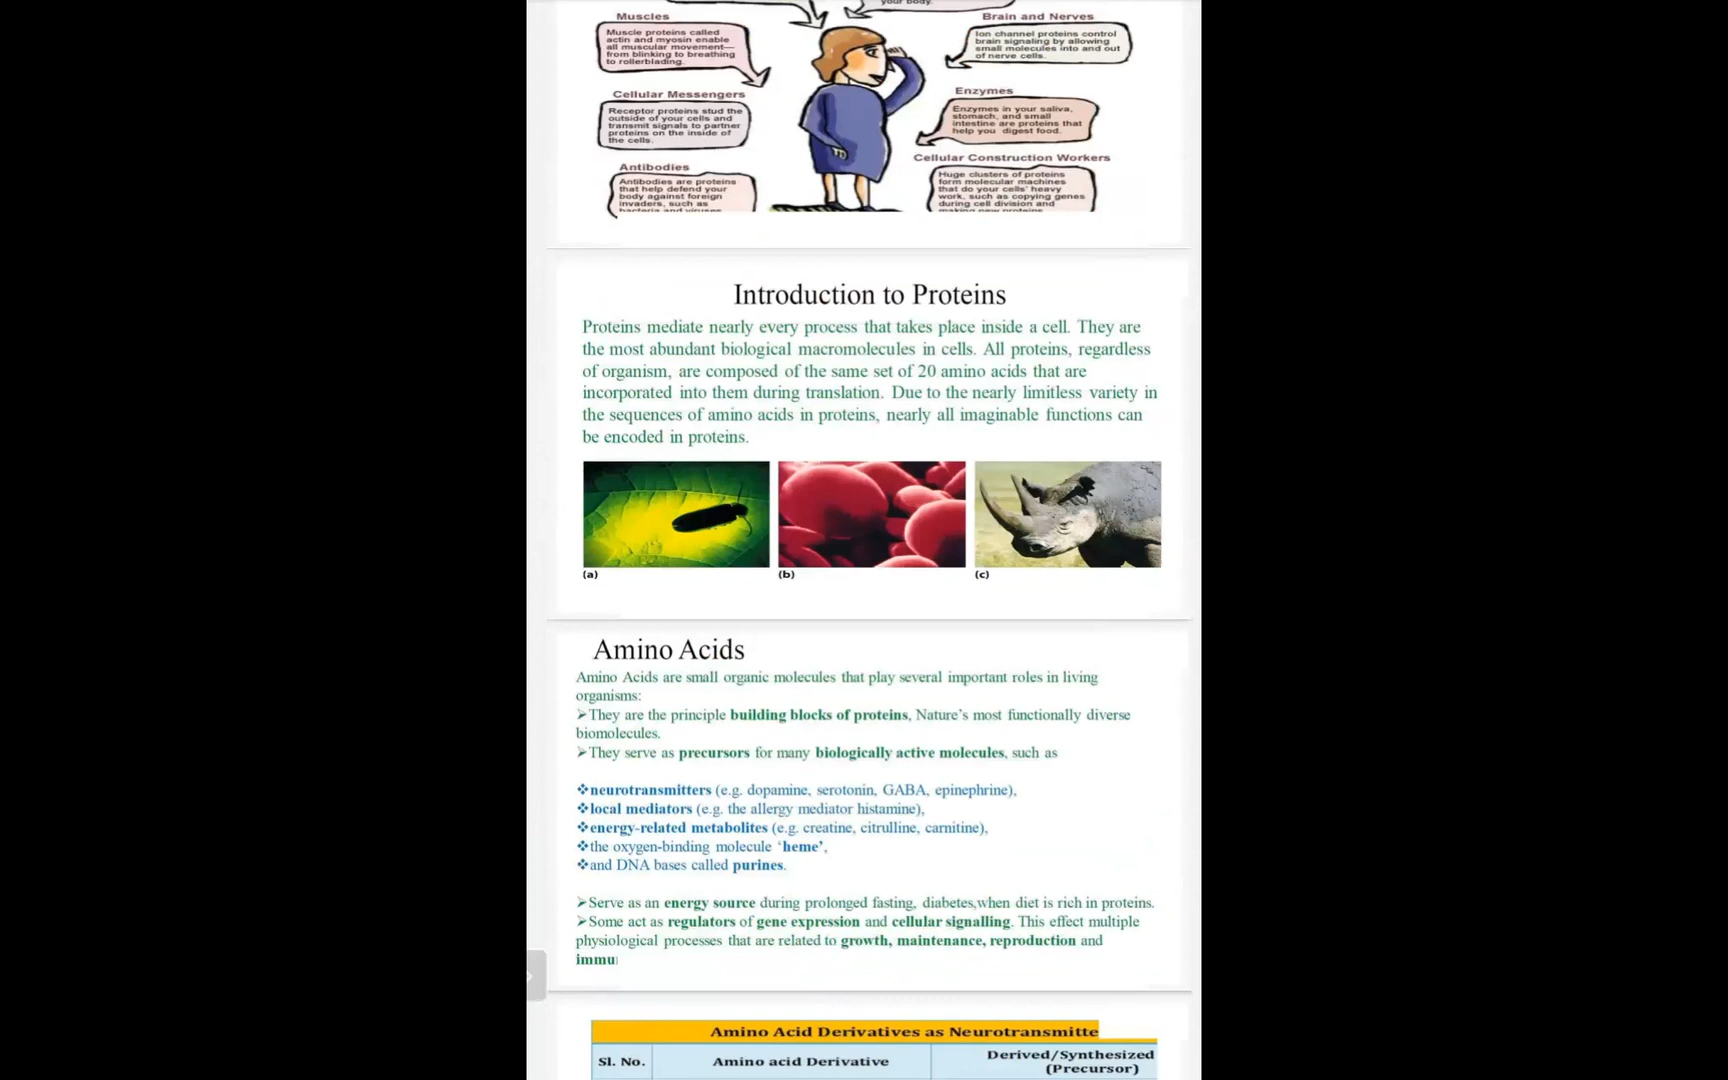 your body.
Muscles
Muscle proteins called
actin and myosin enable
all muscular movement—
from blinking to breathing
to rollerblading.
Brain and Nerves
Ion channel proteins control
brain signaling by allowing
small molecules into and out
of nerve cells.
Cellular Messengers
Receptor proteins stud the
outside of your cells and
transmit signals to partner
proteins on the inside of
the cells.
Enzymes
Enzymes in your saliva,
stomach, and small
intestine are proteins that
help you digest food.
Antibodies
Antibodies are proteins
that help defend your
body against foreign
invaders, such as
bacteria and viruses
Cellular Construction Workers
Huge clusters of proteins
form molecular machines
that do your cells' heavy
work, such as copying genes
during cell division and
making new proteins
Introduction to Proteins
Proteins mediate nearly every process that takes place inside a cell. They are
the most abundant biological macromolecules in cells. All proteins, regardless
of organism, are composed of the same set of 20 amino acids that are
incorporated into them during translation. Due to the nearly limitless variety in
the sequences of amino acids in proteins, nearly all imaginable functions can
be encoded in proteins.
(a) (b) (c)
Amino Acids
Amino Acids are small organic molecules that play several important roles in living
organisms:
➢They are the principle building blocks of proteins, Nature's most functionally diverse
biomolecules.
➢They serve as precursors for many biologically active molecules, such as
❖neurotransmitters (e.g. dopamine, serotonin, GABA, epinephrine),
❖local mediators (e.g. the allergy mediator histamine),
❖energy-related metabolites (e.g. creatine, citrulline, carnitine),
❖the oxygen-binding molecule ‘heme’,
❖and DNA bases called purines.
➢Serve as an energy source during prolonged fasting, diabetes,when diet is rich in proteins.
➢Some act as regulators of gene expression and cellular signalling. This effect multiple
physiological processes that are related to growth, maintenance, reproduction and
immu
Amino Acid Derivatives as Neurotransmitte
Sl. No. Amino acid Derivative Derived/Synthesized
(Precursor)